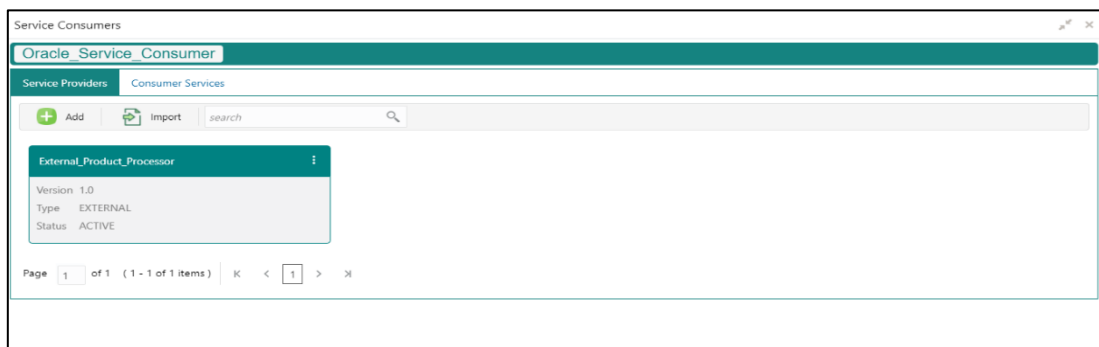 Service Consumers
Oracle_Service_Consumer
Service Providers Consumer Services
Add Import search
External_Product_Processor
Version 1.0
Type EXTERNAL
Status ACTIVE
Page 1 of 1 (1 - 1 of 1 items) 1